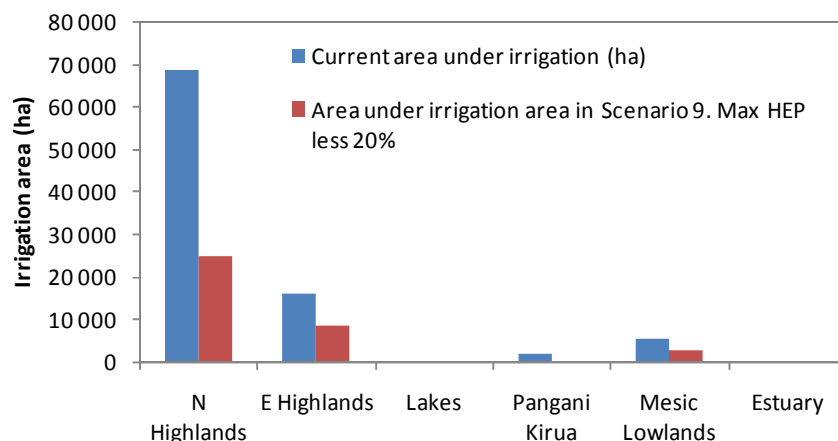 80 000
70 000
60 000
50 000
40 000
30 000
20 000
10 000
0
Irrigation area (ha)
Current area under irrigation (ha)
Area under irrigation area in Scenario 9. Max HEP
less 20%
N
Highlands
E Highlands
Lakes
Pangani
Kirua
Mesic
Lowlands
Estuary